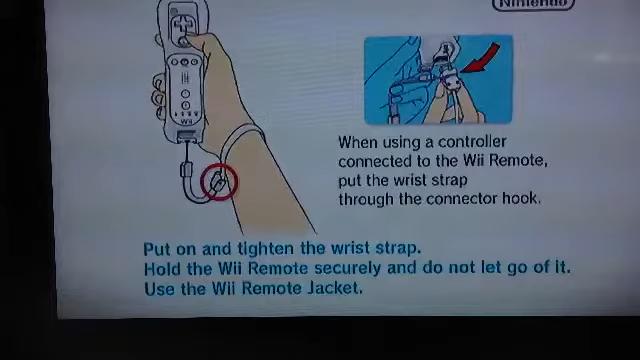 Nintendo
Wii
When using a controller
connected to the Wii Remote,
put the wrist strap
through the connector hook.
Put on and tighten the wrist strap.
Hold the Wii Remote securely and do not let go of it.
Use the Wii Remote Jacket.